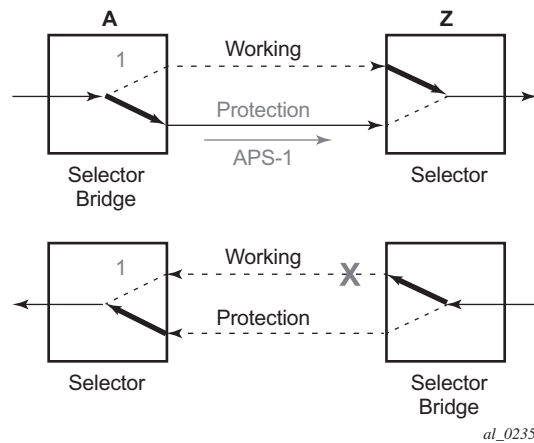 A
Z
1
Working
Protection
APS-1
Selector
Bridge
Selector
1
Working
X
Protection
Selector
Selector
Bridge
al_0235